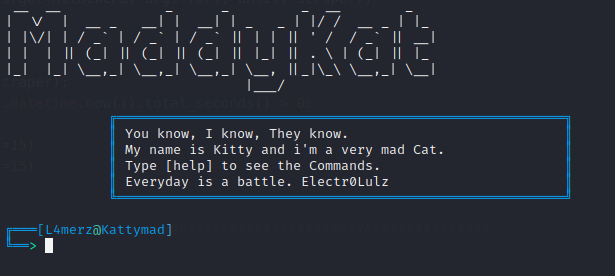 MaddyKat
You know, I know, They know.
My name is Kitty and i'm a very mad Cat.
Type [help] to see the Commands.
Everyday is a battle. Electr0Lulz
[L4merz@Kattymad]
>